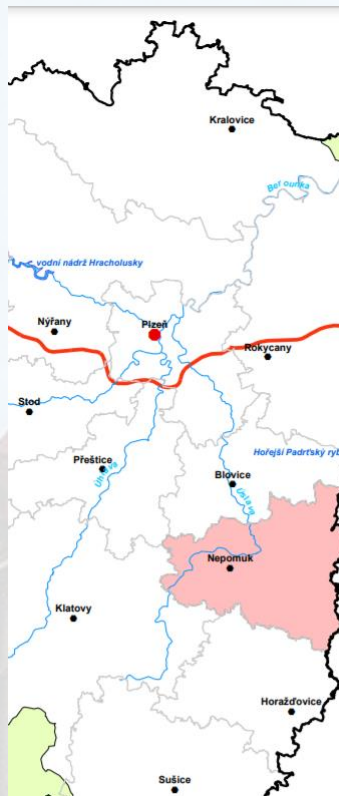 Kralovice
Berounka
vodní nádrž Hracholusky
Nýřany
Plzeň
Rokycany
Stod
Přeštice
Úhlava
Hořejší Padrťský ryb
Blovice
Úslava
Nepomuk
Klatovy
Horažďovice
Sušice